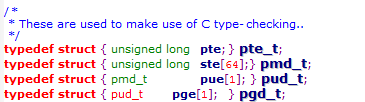 /*
* These are used to make use of C type-checking..
*/
typedef struct { unsigned long pte; } pte_t;
typedef struct { unsigned long ste[64];} pmd_t;
typedef struct { pmd_t pue[1]; } pud_t;
typedef struct { pud_t pge[1]; } pgd_t;